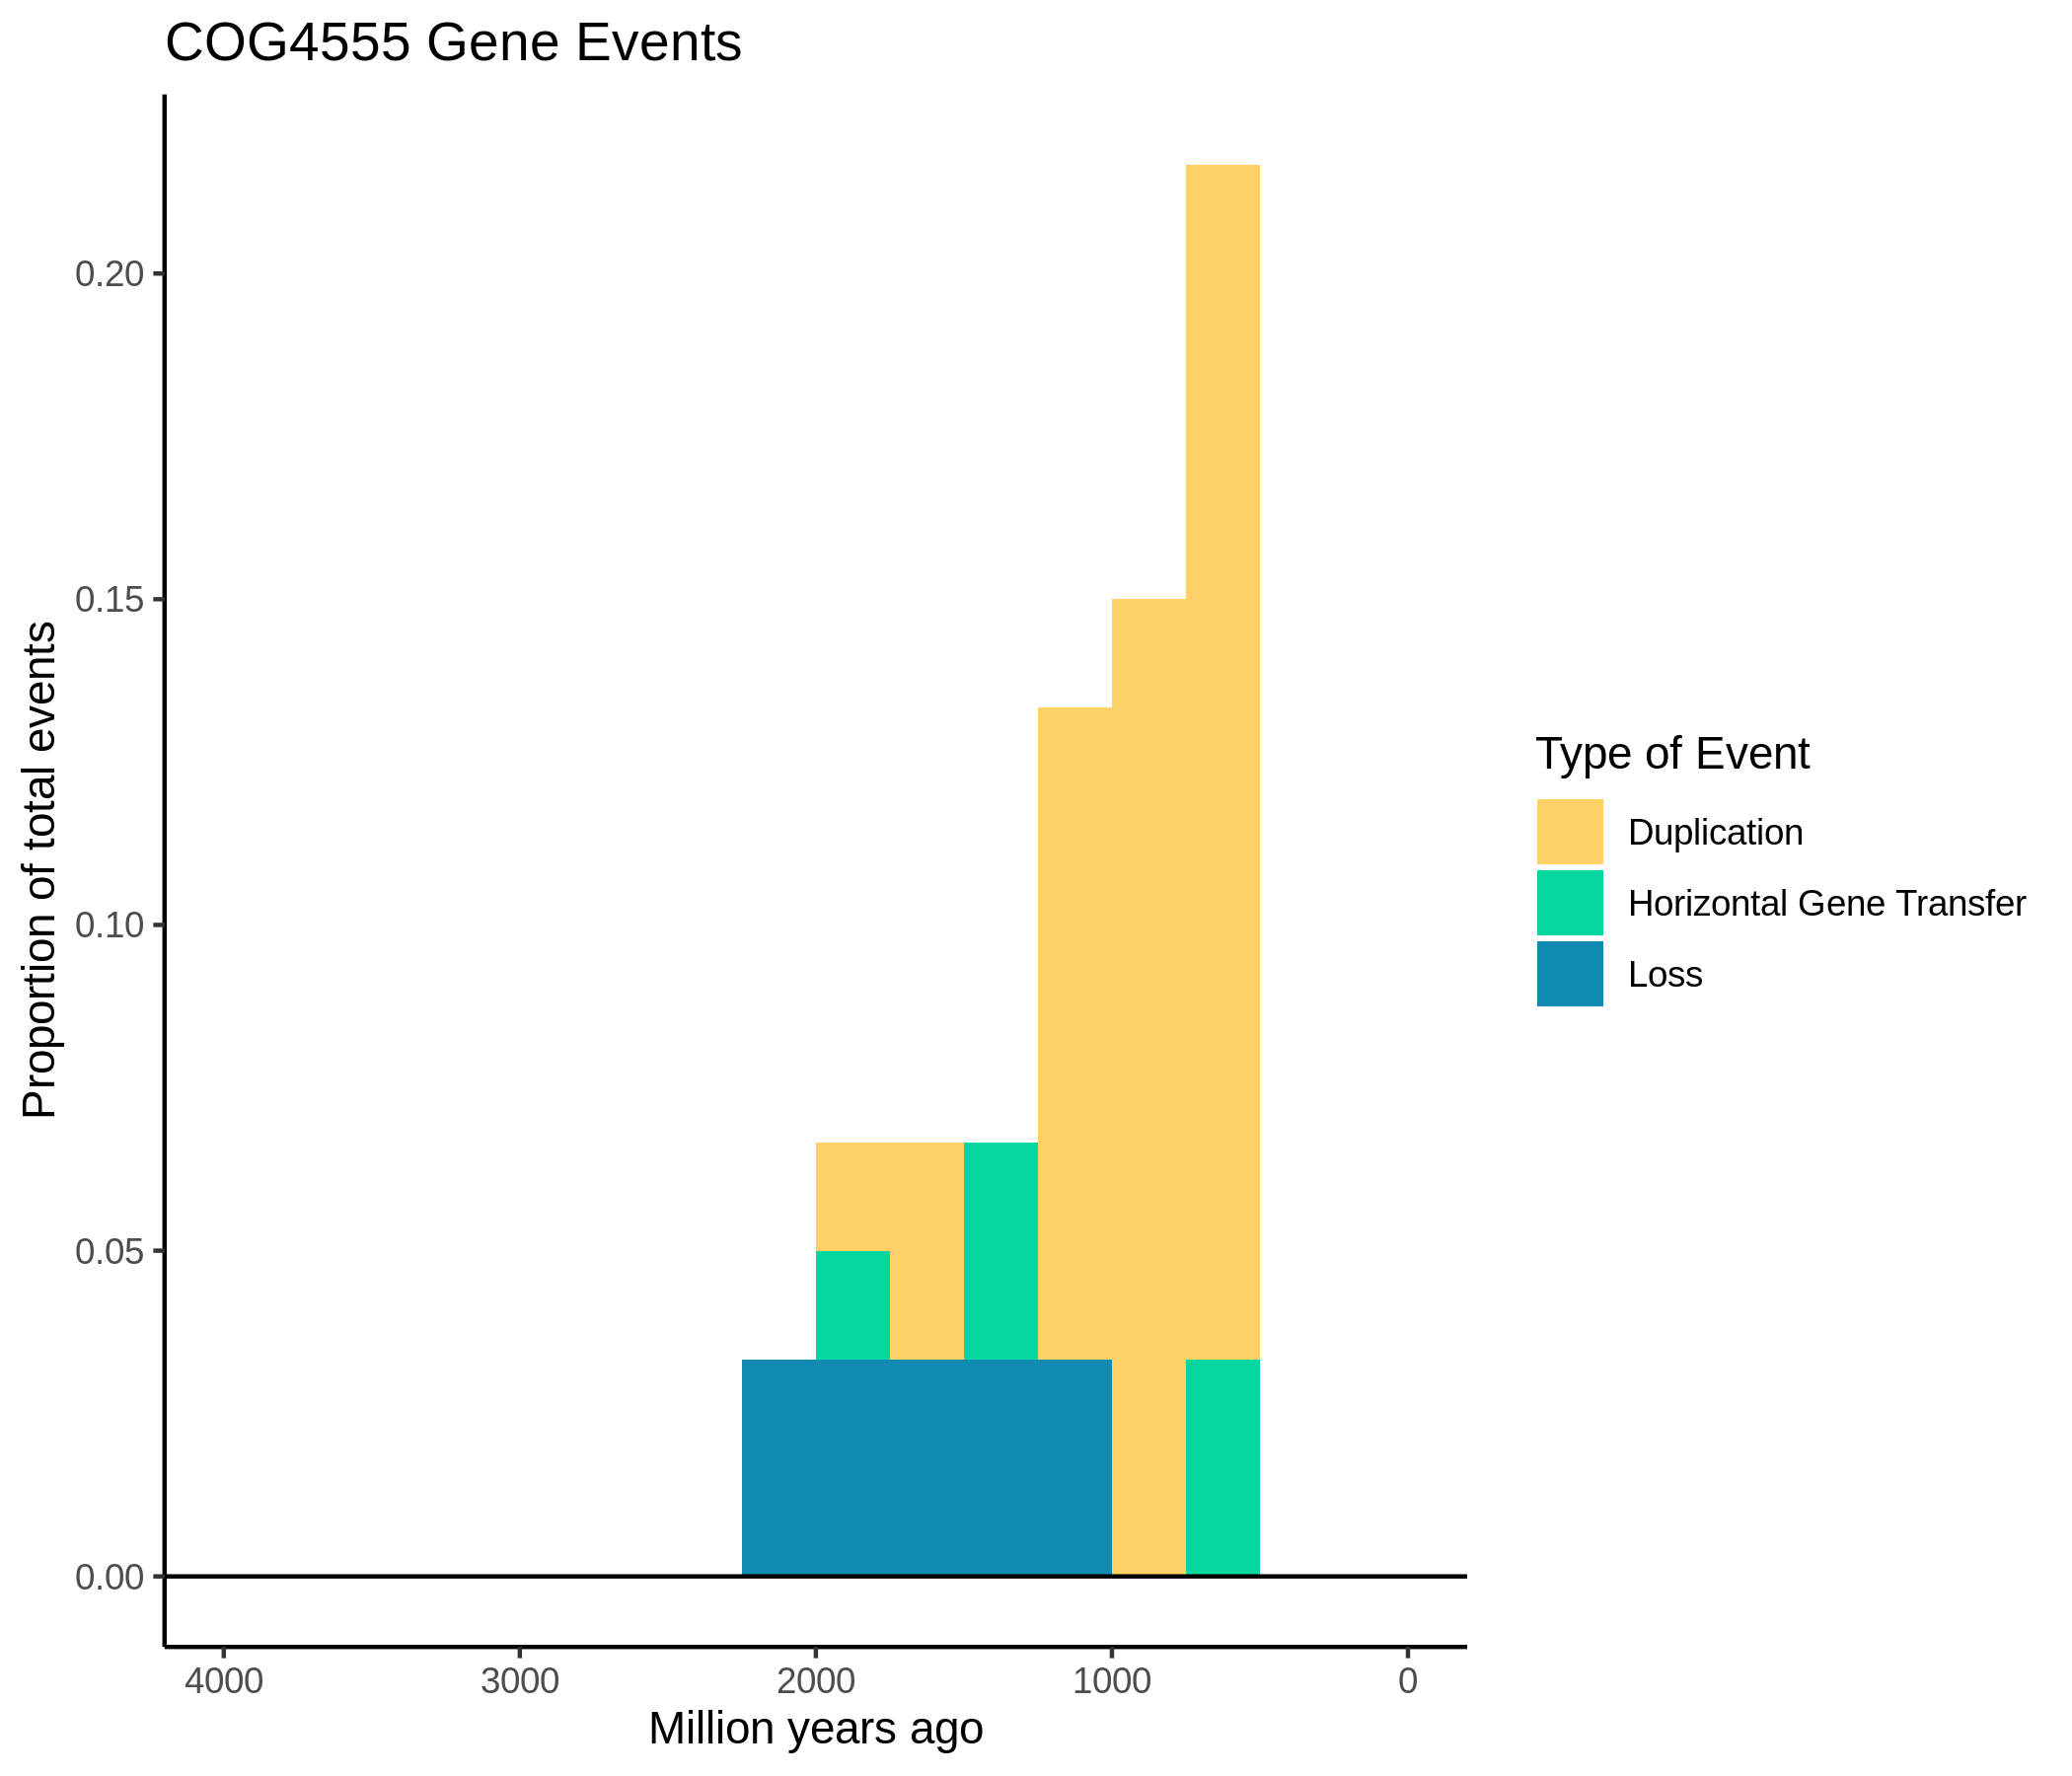 COG4555 Gene Events
Proportion of total events
0.20
0.15
0.10
0.05
0.00
4000 3000 2000 1000 0
Million years ago
Type of Event
Duplication
Horizontal Gene Transfer
Loss